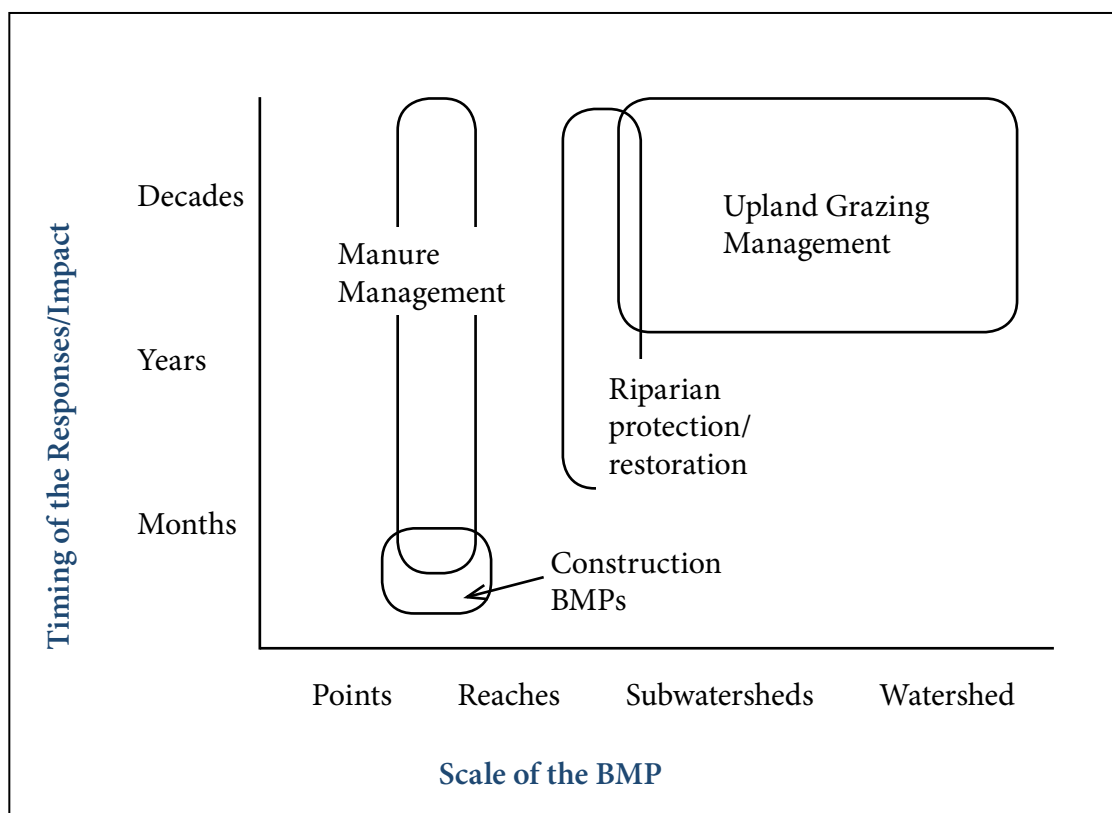 Timing of the Responses/Impact
Decades
Years
Months
Manure
Management
Upland Grazing
Management
Riparian
protection/
restoration
Construction
BMPs
Points
Reaches
Subwatersheds
Watershed
Scale of the BMP